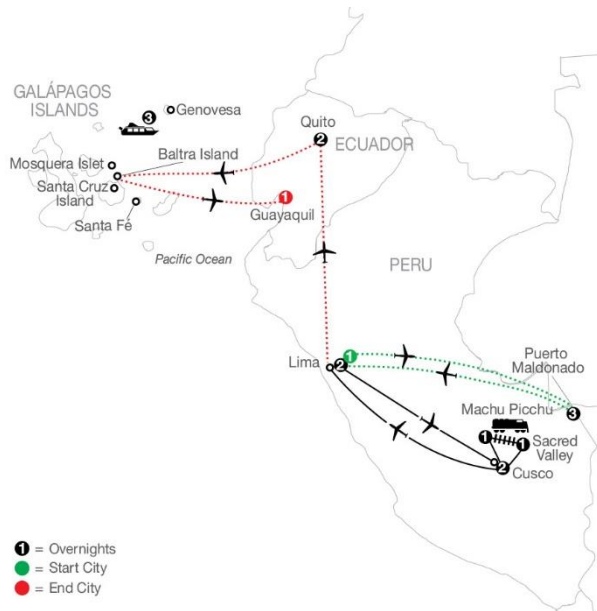 GALÁPAGOS
ISLANDS
3
Genovesa
Quito
2
ECUADOR
Mosquera Islet
Baltra Island
Santa Cruz
Island
1
Guayaquil
Santa Fé
Pacific Ocean
PERU
Lima
1
2
Puerto
Maldonado
3
Machu Picchu
1
1
Sacred
Valley
2
Cusco
1 = Overnights
= Start City
= End City